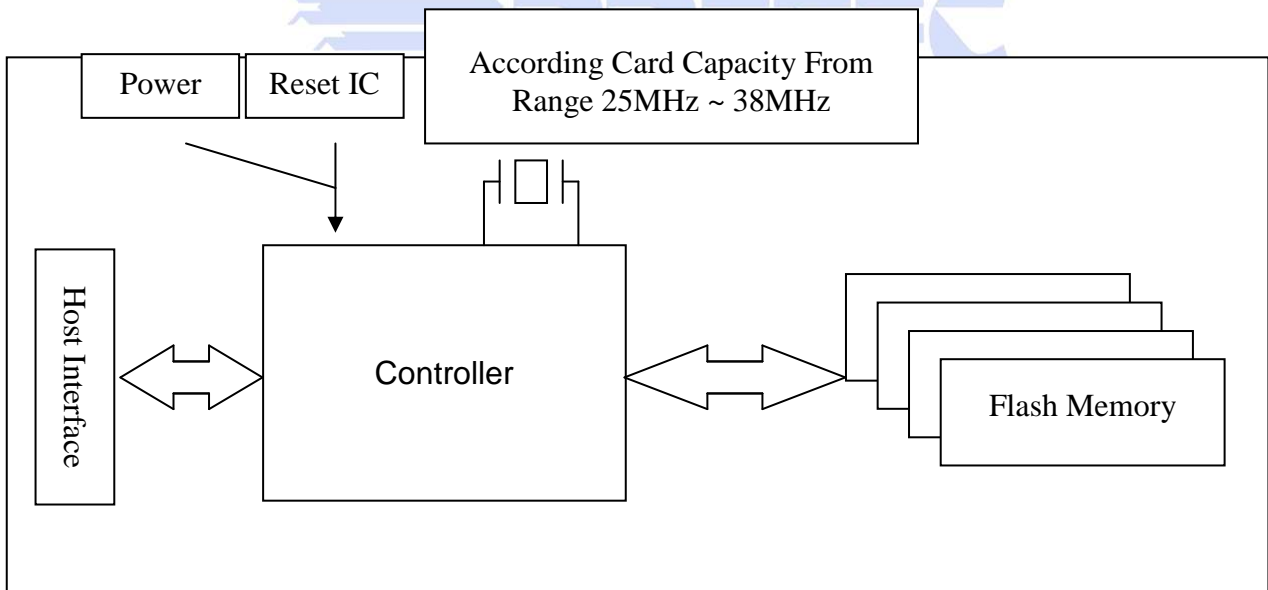 Power
Reset IC
According Card Capacity From
Range 25MHz ~ 38MHz
Host Interface
Controller
Flash Memory